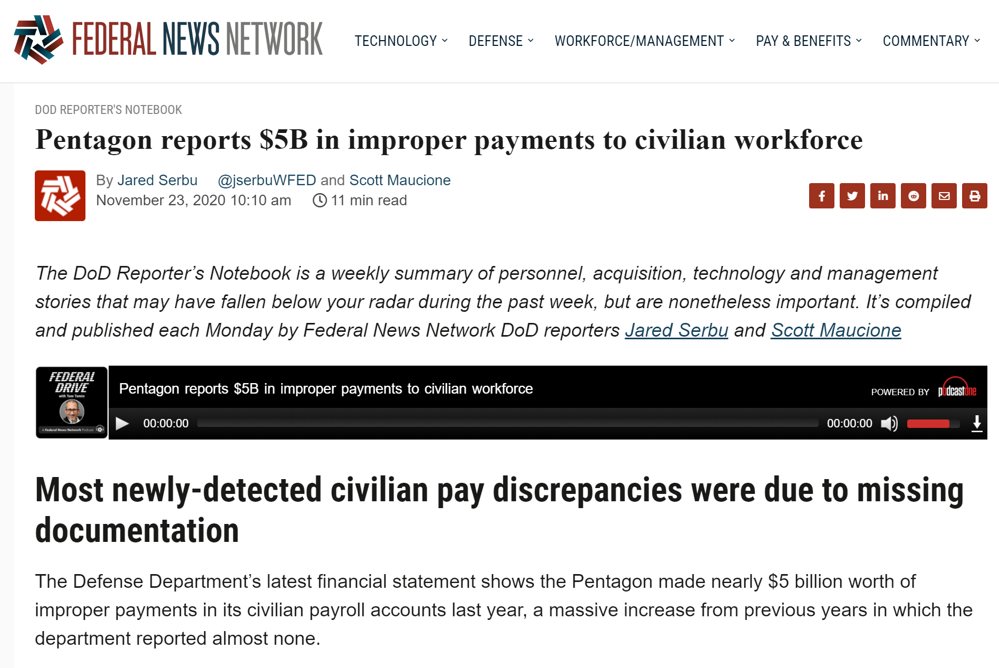 FEDERAL NEWS NETWORK
TECHNOLOGY DEFENSE WORKFORCE/MANAGEMENT PAY & BENEFITS COMMENTARY
DOD REPORTER'S NOTEBOOK
Pentagon reports $5B in improper payments to civilian workforce
By Jared Serbu @jserbuWFED and Scott Maucione
November 23, 2020 10:10 am 11 min read
The DoD Reporter’s Notebook is a weekly summary of personnel, acquisition, technology and management
stories that may have fallen below your radar during the past week, but are nonetheless important. It’s compiled
and published each Monday by Federal News Network DoD reporters Jared Serbu and Scott Maucione
FEDERAL
DRIVE
with Tom Temin
A Federal News Network Podcast
Pentagon reports $5B in improper payments to civilian workforce
POWERED BY podcastone
00:00:00 00:00:00
Most newly-detected civilian pay discrepancies were due to missing
documentation
The Defense Department’s latest financial statement shows the Pentagon made nearly $5 billion worth of
improper payments in its civilian payroll accounts last year, a massive increase from previous years in which the
department reported almost none.